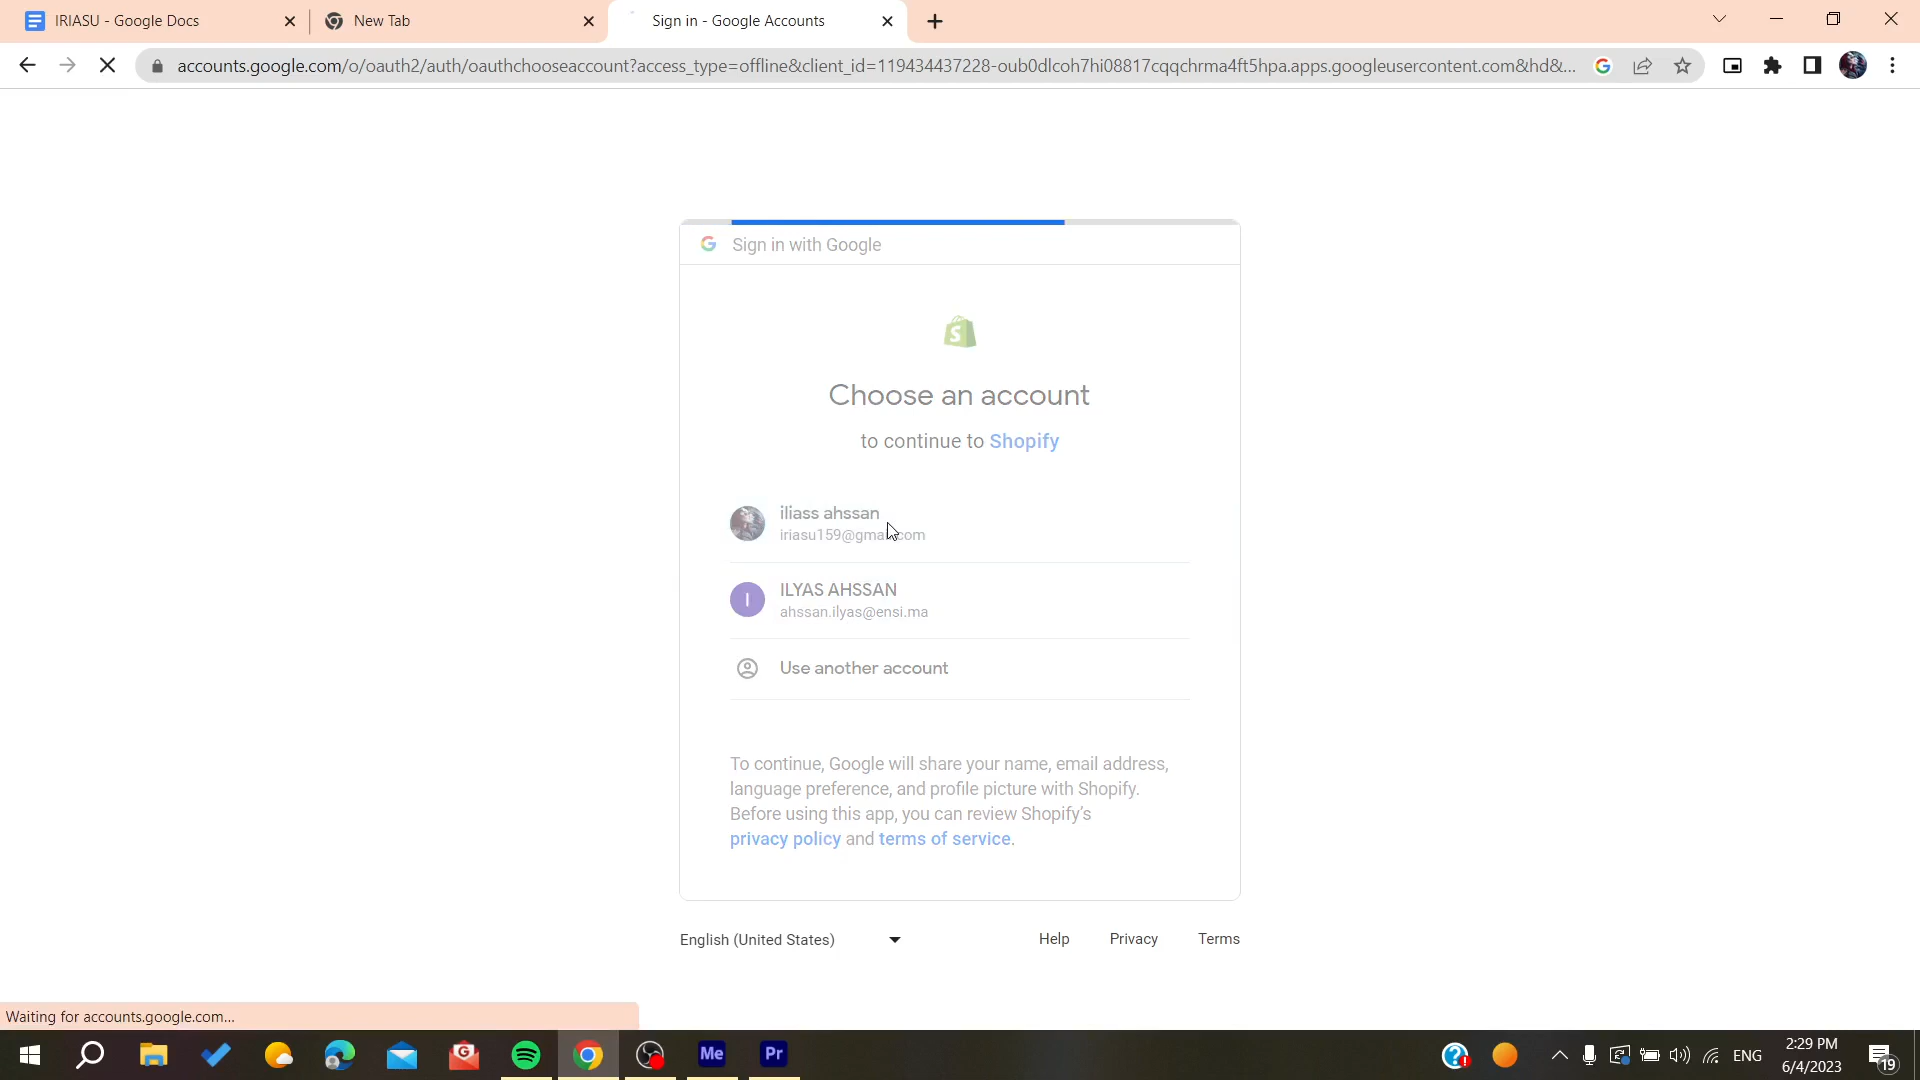 IRIASU - Google Docs
New Tab
Sign in - Google Accounts
accounts.google.com/o/oauth2/auth/oauthchooseaccount?access_type=offline&client_id=119434437228-oub0dlcoh7hi08817cqqchrma4ft5hpa.apps.googleusercontent.com&hd&...
Sign in with Google
Choose an account
to continue to Shopify
iliass ahssan
iriasu159@gmail.com
I
ILYAS AHSSAN
ahssan.ilyas@ensi.ma
Use another account
To continue, Google will share your name, email address,
language preference, and profile picture with Shopify.
Before using this app, you can review Shopify's
privacy policy and terms of service.
English (United States)
Help
Privacy
Terms
Waiting for accounts.google.com...
Me
Pr
ENG
2:29 PM
6/4/2023
19